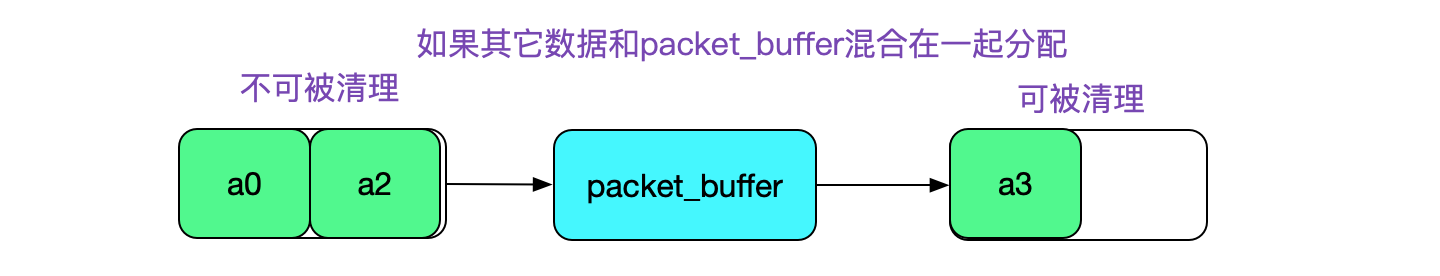 如果其它数据和packet_buffer混合在一起分配
不可被清理
可被清理
a0
a2
packet_buffer
a3